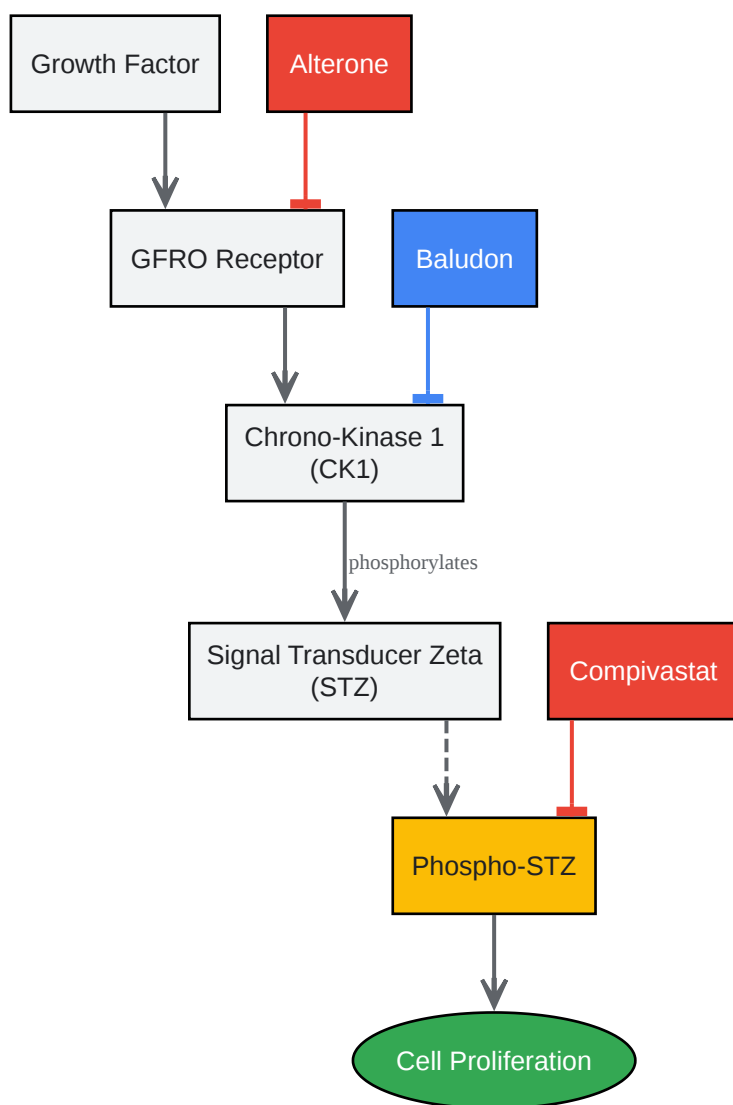 Growth Factor
Alterone
GFRO Receptor
Baludon
Chrono-Kinase 1
(CK1)
phosphorylates
Signal Transducer Zeta
(STZ)
Compivastat
Phospho-STZ
Cell Proliferation